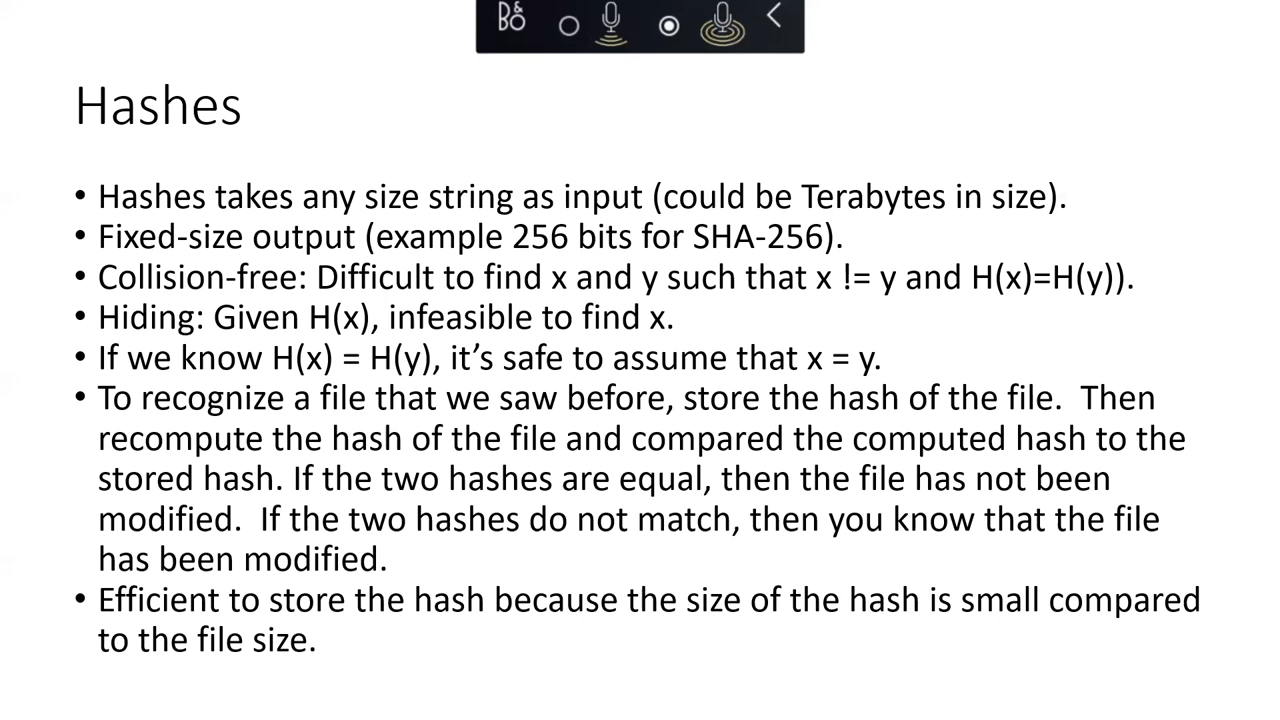 B&O
Hashes
• Hashes takes any size string as input (could be Terabytes in size).
• Fixed-size output (example 256 bits for SHA-256).
• Collision-free: Difficult to find x and y such that x != y and H(x)=H(y)).
• Hiding: Given H(x), infeasible to find x.
• If we know H(x) = H(y), it’s safe to assume that x = y.
• To recognize a file that we saw before, store the hash of the file.  Then
recompute the hash of the file and compared the computed hash to the
stored hash. If the two hashes are equal, then the file has not been
modified.  If the two hashes do not match, then you know that the file
has been modified.
• Efficient to store the hash because the size of the hash is small compared
to the file size.